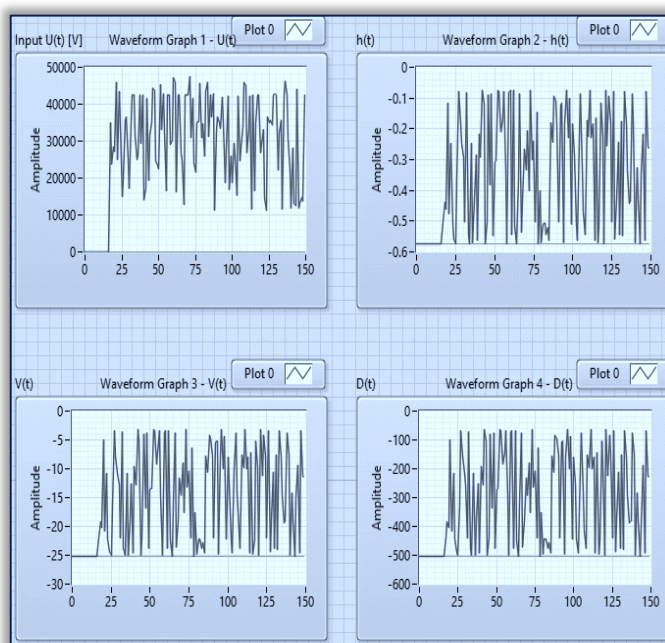 Plot 0
Input U(t) [V] Waveform Graph 1 - U(t)
50000
40000
30000
20000
10000
0
Amplitude
0 25 50 75 100 125 150
Plot 0
h(t) Waveform Graph 2 - h(t)
0
-0.1
-0.2
-0.3
-0.4
-0.5
-0.6
Amplitude
0 25 50 75 100 125 150
Plot 0
V(t) Waveform Graph 3 - V(t)
0
-5
-10
-15
-20
-25
-30
Amplitude
0 25 50 75 100 125 150
Plot 0
D(t) Waveform Graph 4 - D(t)
0
-100
-200
-300
-400
-500
-600
Amplitude
0 25 50 75 100 125 150